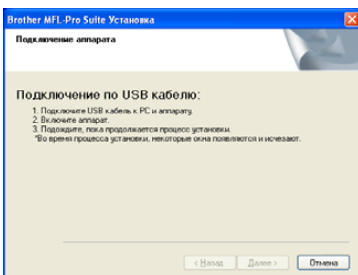 Brother MFL-Pro Suite Установка
Подключение аппарата
Подключение по USB кабелю:
1. Подключите USB кабель к PC и аппарату.
2. Включите аппарат.
3. Подождите, пока продолжается процесс установки.
*Во время процесса установки, некоторые окна появляются и исчезают.
< Назад
Далее >
Отмена